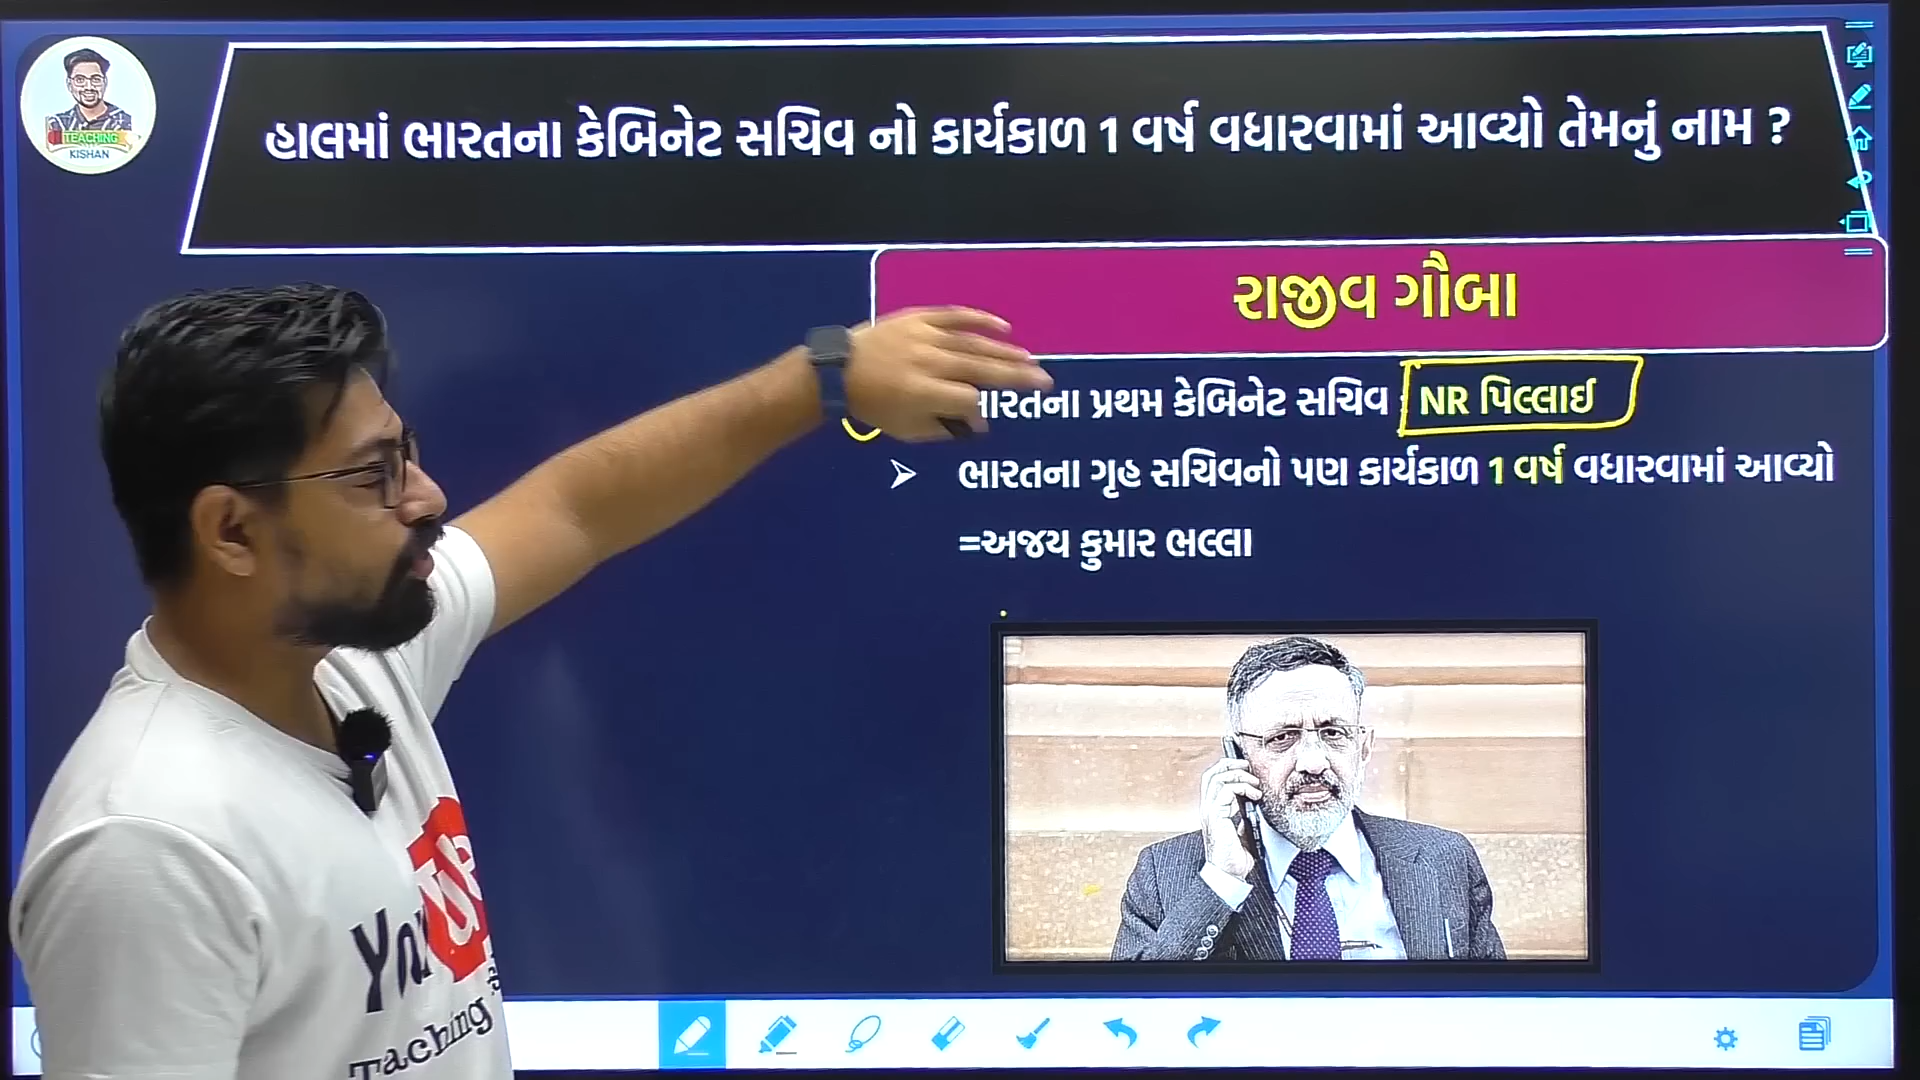 TEACHING
KISHAN
હાલમાં ભારતના કેબિનેટ સચિવ નો કાર્યકાળ 1 વર્ષ વધારવામાં આવ્યો તેમનું નામ ?
રાજીવ ગૌબા
પ્રથમ કેબિનેટ સચિવ NR પિલ્લાઈ
ભારતના ગૃહ સચિવનો પણ કાર્યકાળ 1 વર્ષ વધારવામાં આવ્યો
=અજય કુમાર ભલ્લા
Teaching